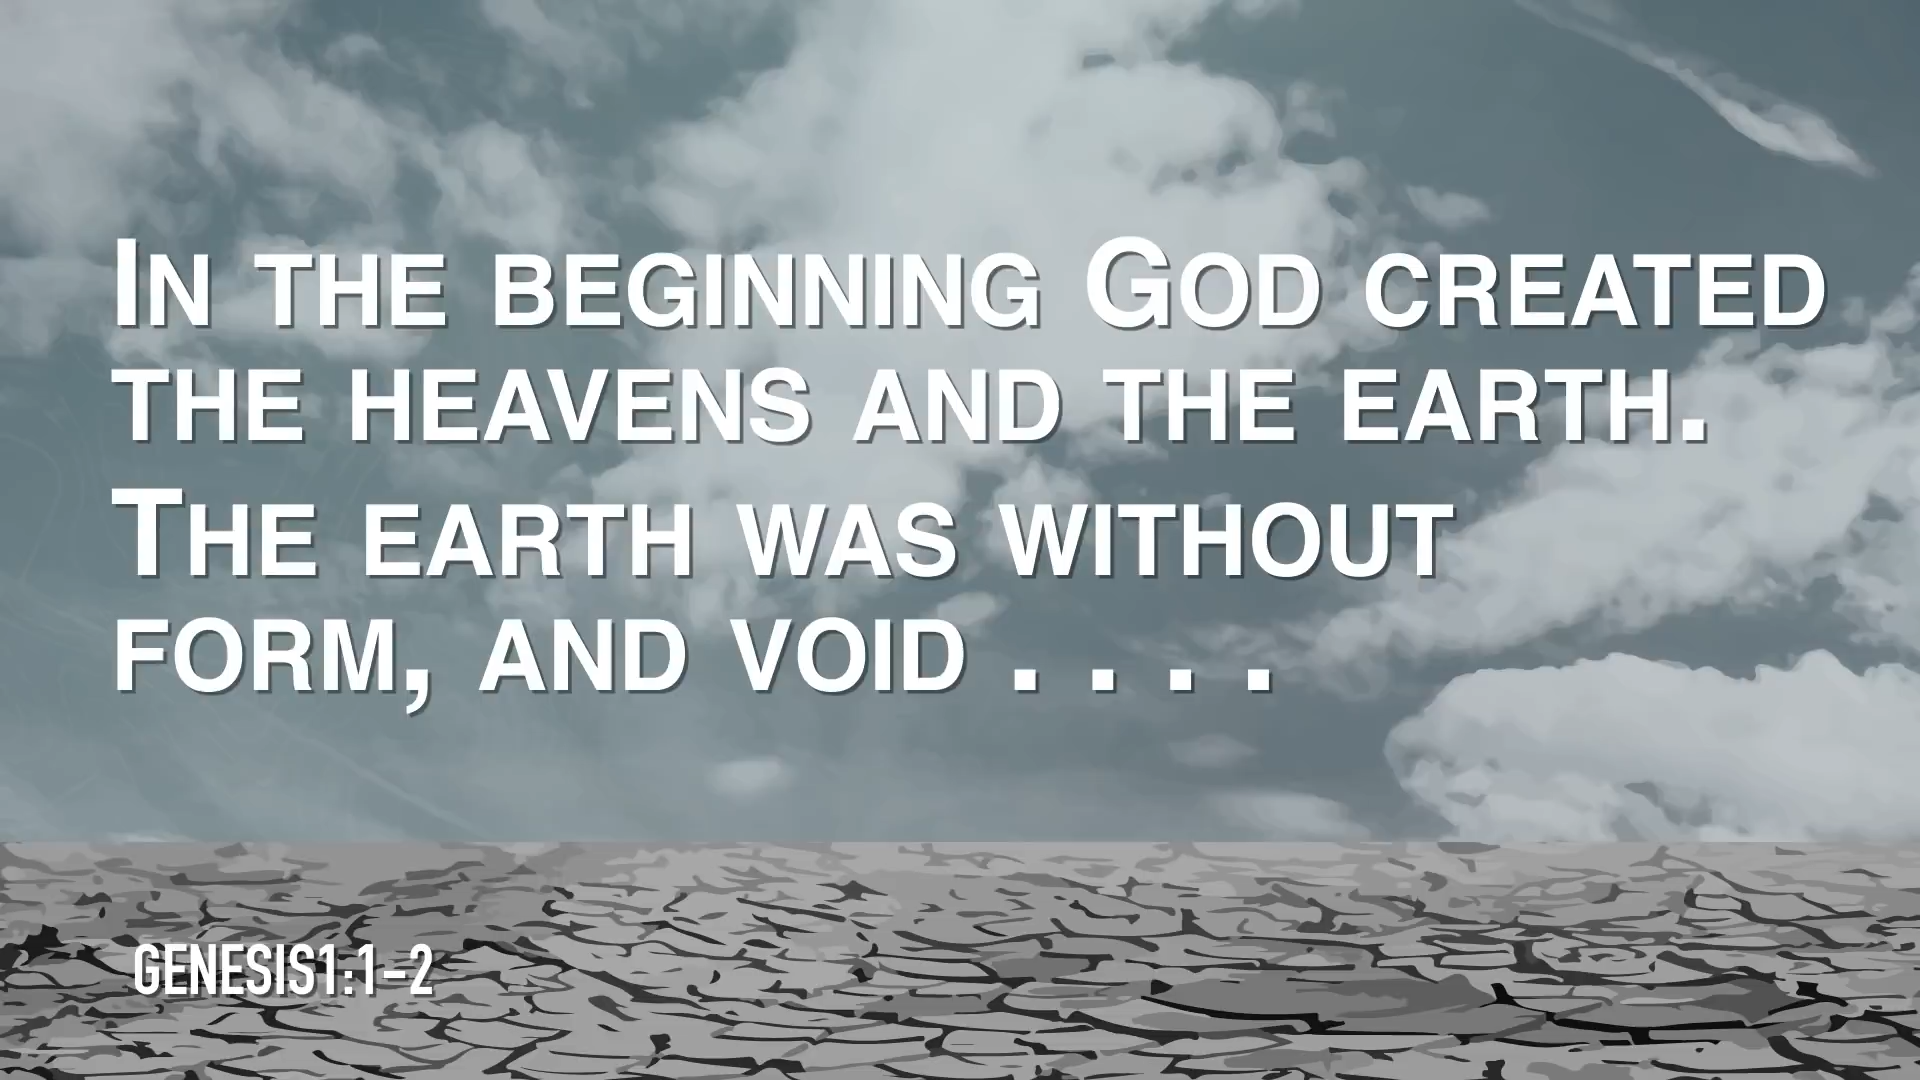 In the beginning God created
the heavens and the earth.
The earth was without
form, and void . . . .
GENESIS1:1-2